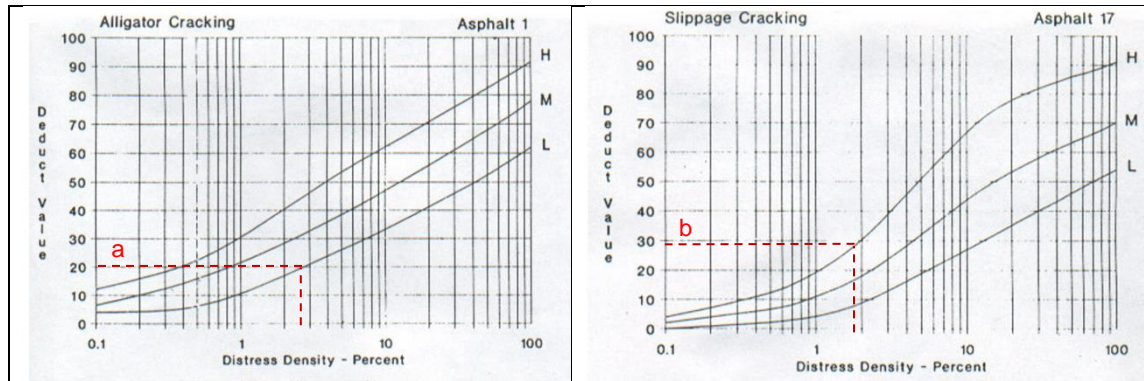 Alligator Cracking
Asphalt 1
100
90
80
70
60
50
40
30
20
10
0
Deduct Value
H
M
L
a
0.1
1
10
100
Distress Density - Percent
Slippage Cracking
Asphalt 17
100
90
80
70
60
50
40
30
20
10
0
Deduct Value
H
M
L
b
0.1
1
10
100
Distress Density - Percent